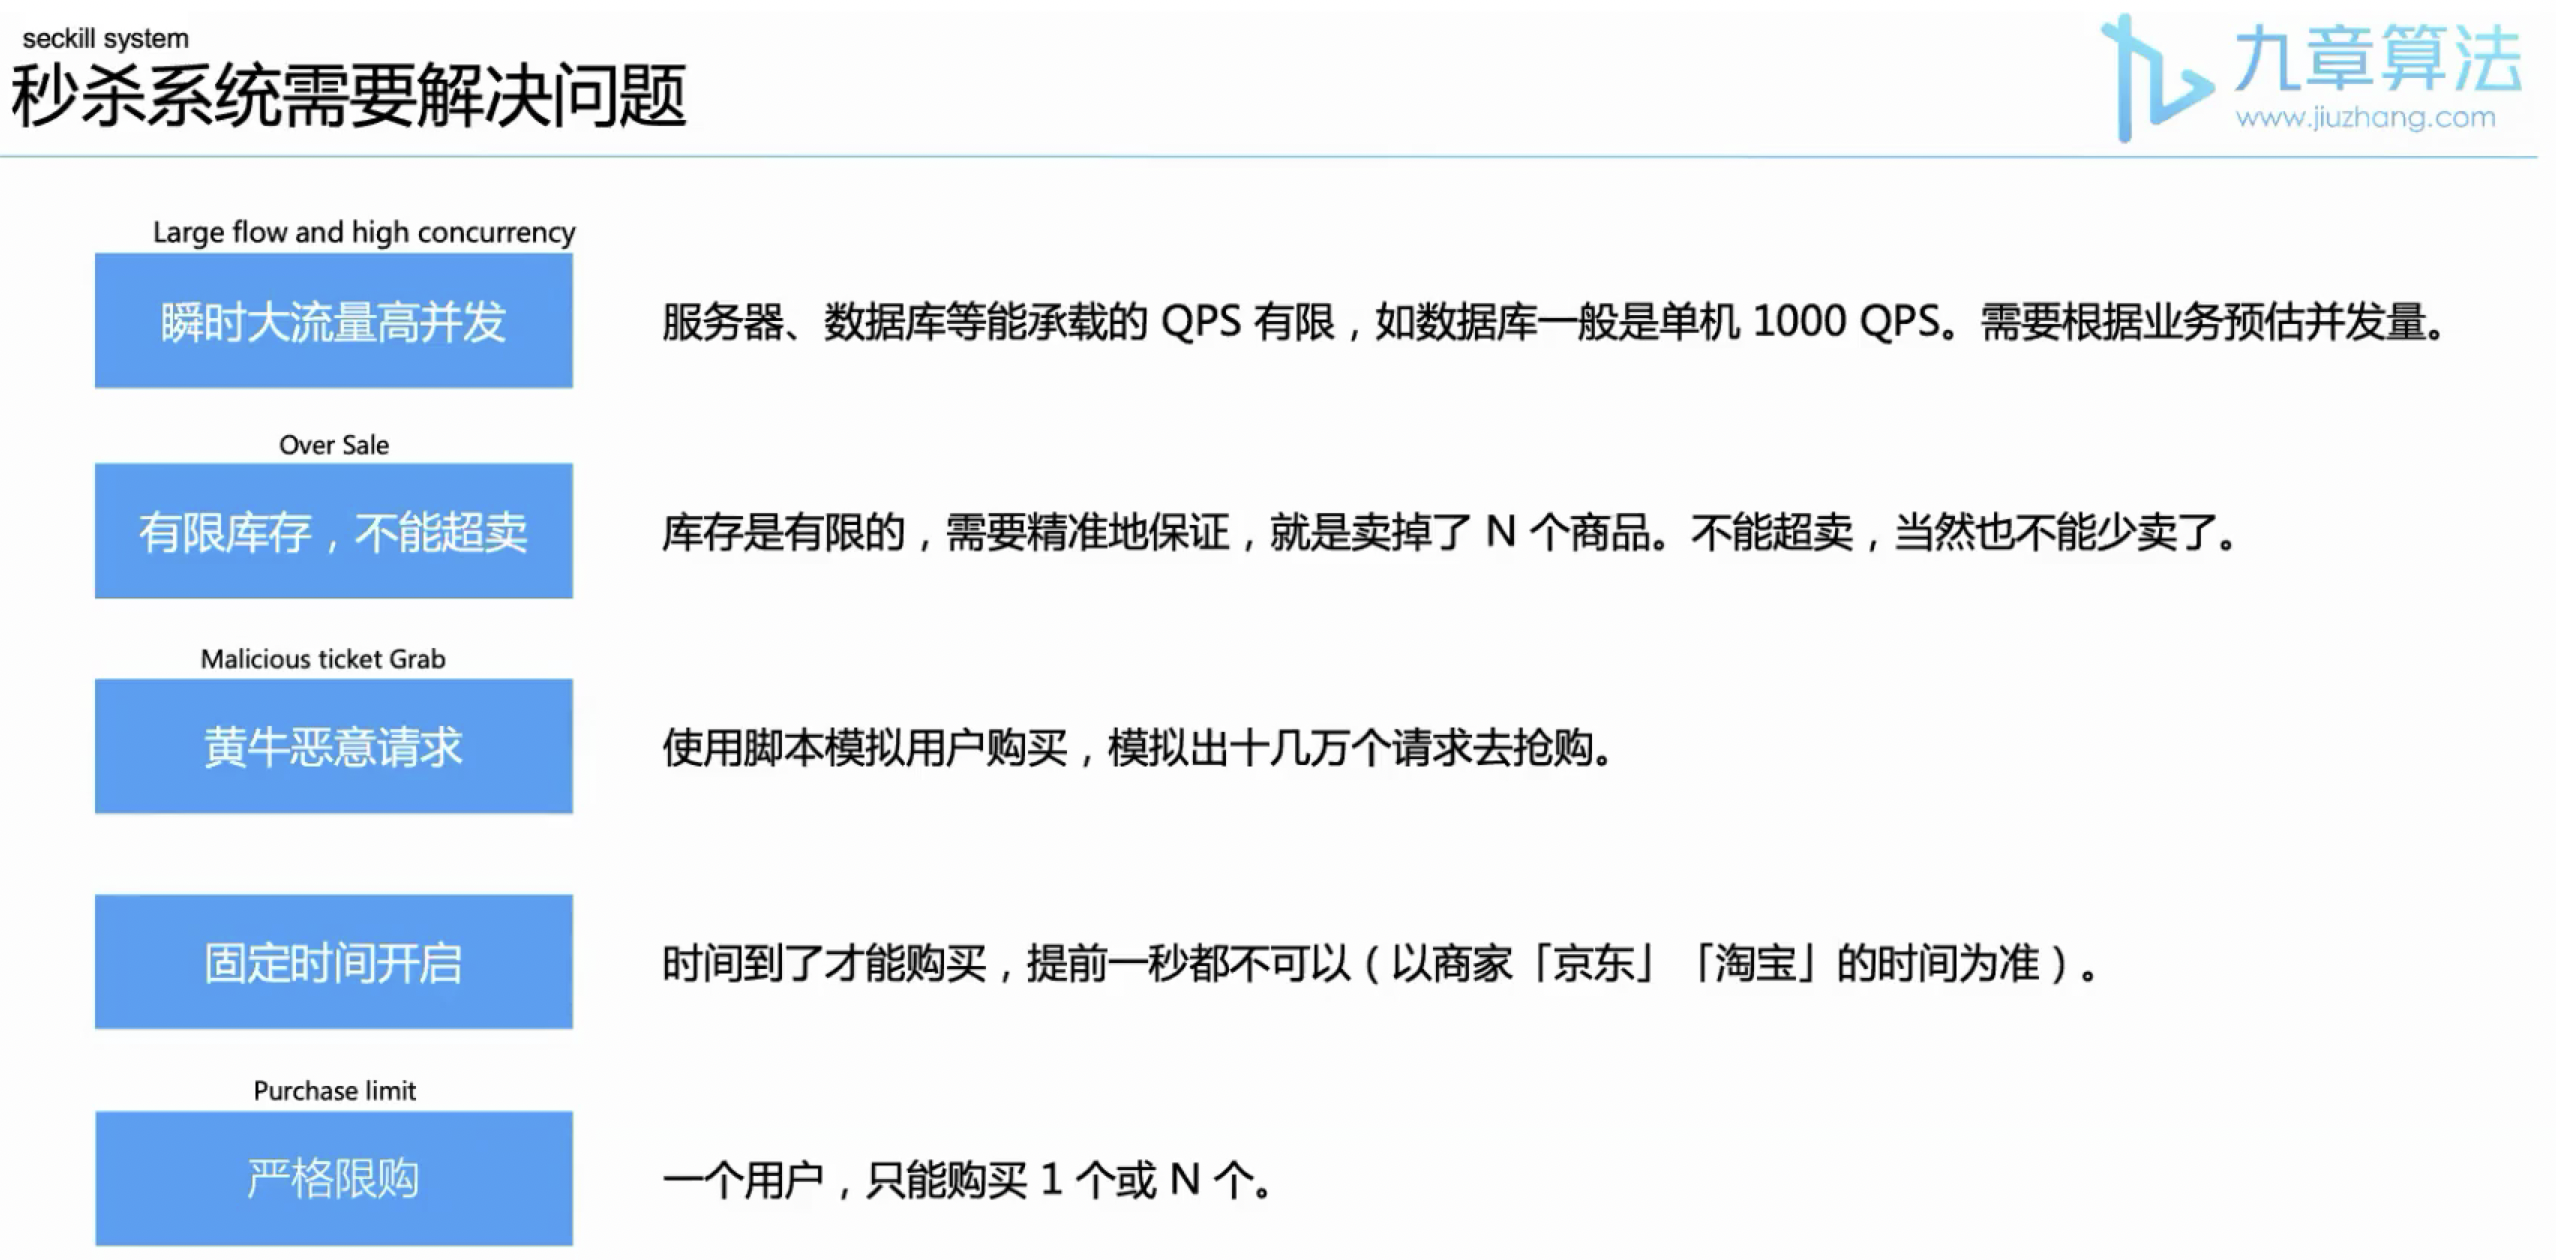 seckill system
秒杀系统需要解决问题
九章算法
www.jiuzhang.com
Large flow and high concurrency
瞬时大流量高并发
服务器、数据库等能承载的 QPS 有限，如数据库一般是单机 1000 QPS。需要根据业务预估并发量。
Over Sale
有限库存，不能超卖
库存是有限的，需要精准地保证，就是卖掉了 N 个商品。不能超卖，当然也不能少卖了。
Malicious ticket Grab
黄牛恶意请求
使用脚本模拟用户购买，模拟出十几万个请求去抢购。
固定时间开启
时间到了才能购买，提前一秒都不可以（以商家「京东」「淘宝」的时间为准）。
Purchase limit
严格限购
一个用户，只能购买 1 个或 N 个。